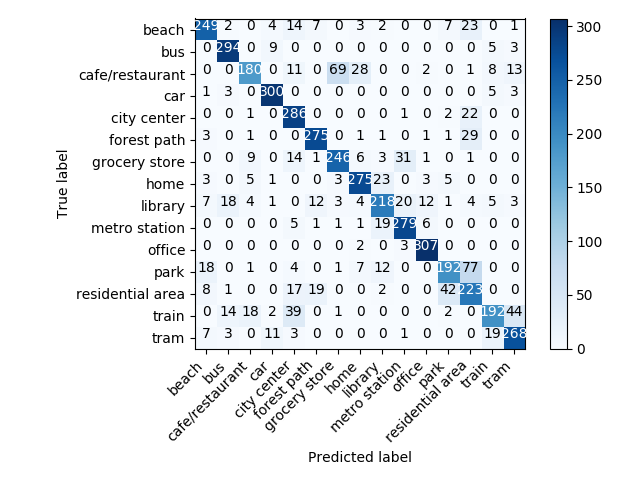 beach 249 2 0 4 14 7 0 3 2 0 0 7 23 0 1
bus 0 294 0 9 0 0 0 0 0 0 0 0 0 5 3
cafe/restaurant 0 0 180 0 11 0 69 28 0 0 2 0 1 8 13
car 1 3 0 300 0 0 0 0 0 0 0 0 0 5 3
city center 0 0 1 0 286 0 0 0 0 1 0 2 22 0 0
forest path 3 0 1 0 0 275 0 1 1 0 1 1 29 0 0
grocery store 0 0 9 0 14 1 246 6 3 31 1 0 1 0 0
home 3 0 5 1 0 0 3 275 23 0 3 5 0 0 0
library 7 18 4 1 0 12 3 4 218 20 12 1 4 5 3
metro station 0 0 0 0 5 1 1 1 19 279 6 0 0 0 0
office 0 0 0 0 0 0 0 2 0 3 307 0 0 0 0
park 18 0 1 0 4 0 1 7 12 0 0 192 77 0 0
residential area 8 1 0 0 17 19 0 0 2 0 0 42 223 0 0
train 0 14 18 2 39 0 1 0 0 0 0 2 0 192 44
tram 7 3 0 11 3 0 0 0 0 1 0 0 0 19 268
True label
beach
bus
cafe/restaurant
car
city center
forest path
grocery store
home
library
metro station
office
park
residential area
train
tram
Predicted label
300
250
200
150
100
50
0